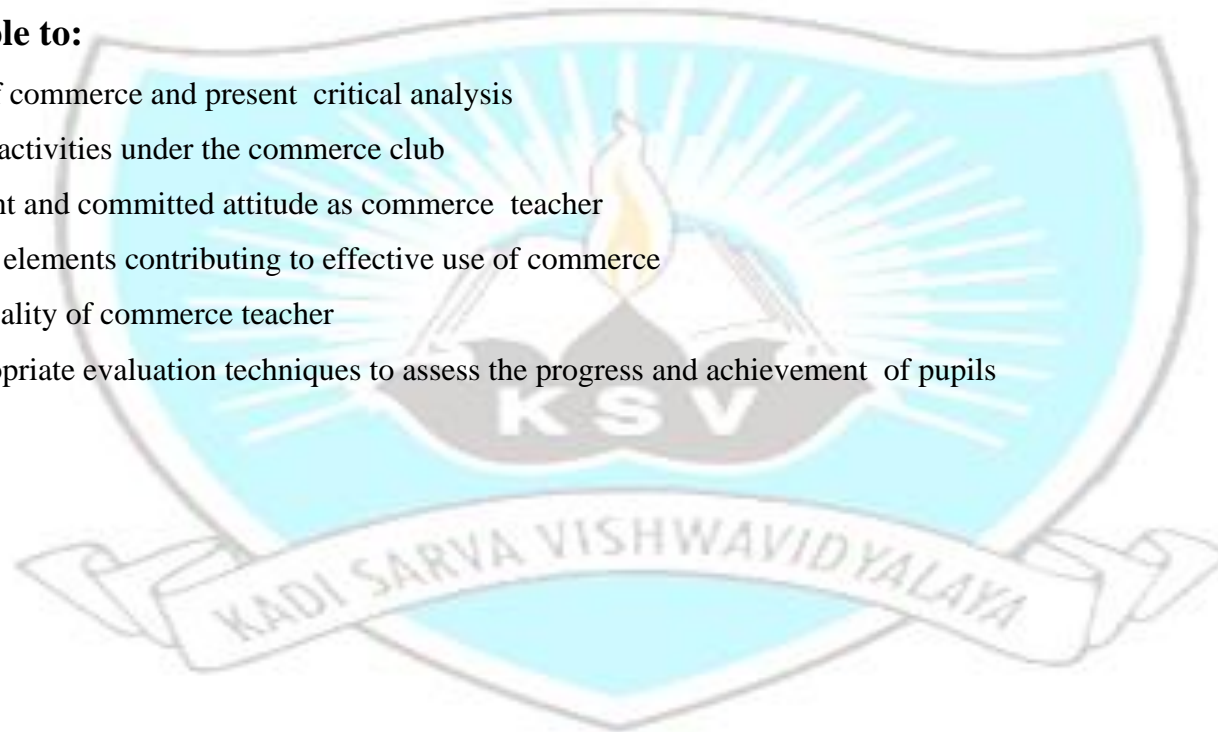 ble to:
f commerce and present critical analysis
activities under the commerce club
nt and committed attitude as commerce teacher
elements contributing to effective use of commerce
ality of commerce teacher
opriate evaluation techniques to assess the progress and achievement of pupils
KSV
KADI SARVA VISHWAVIDYALAYA